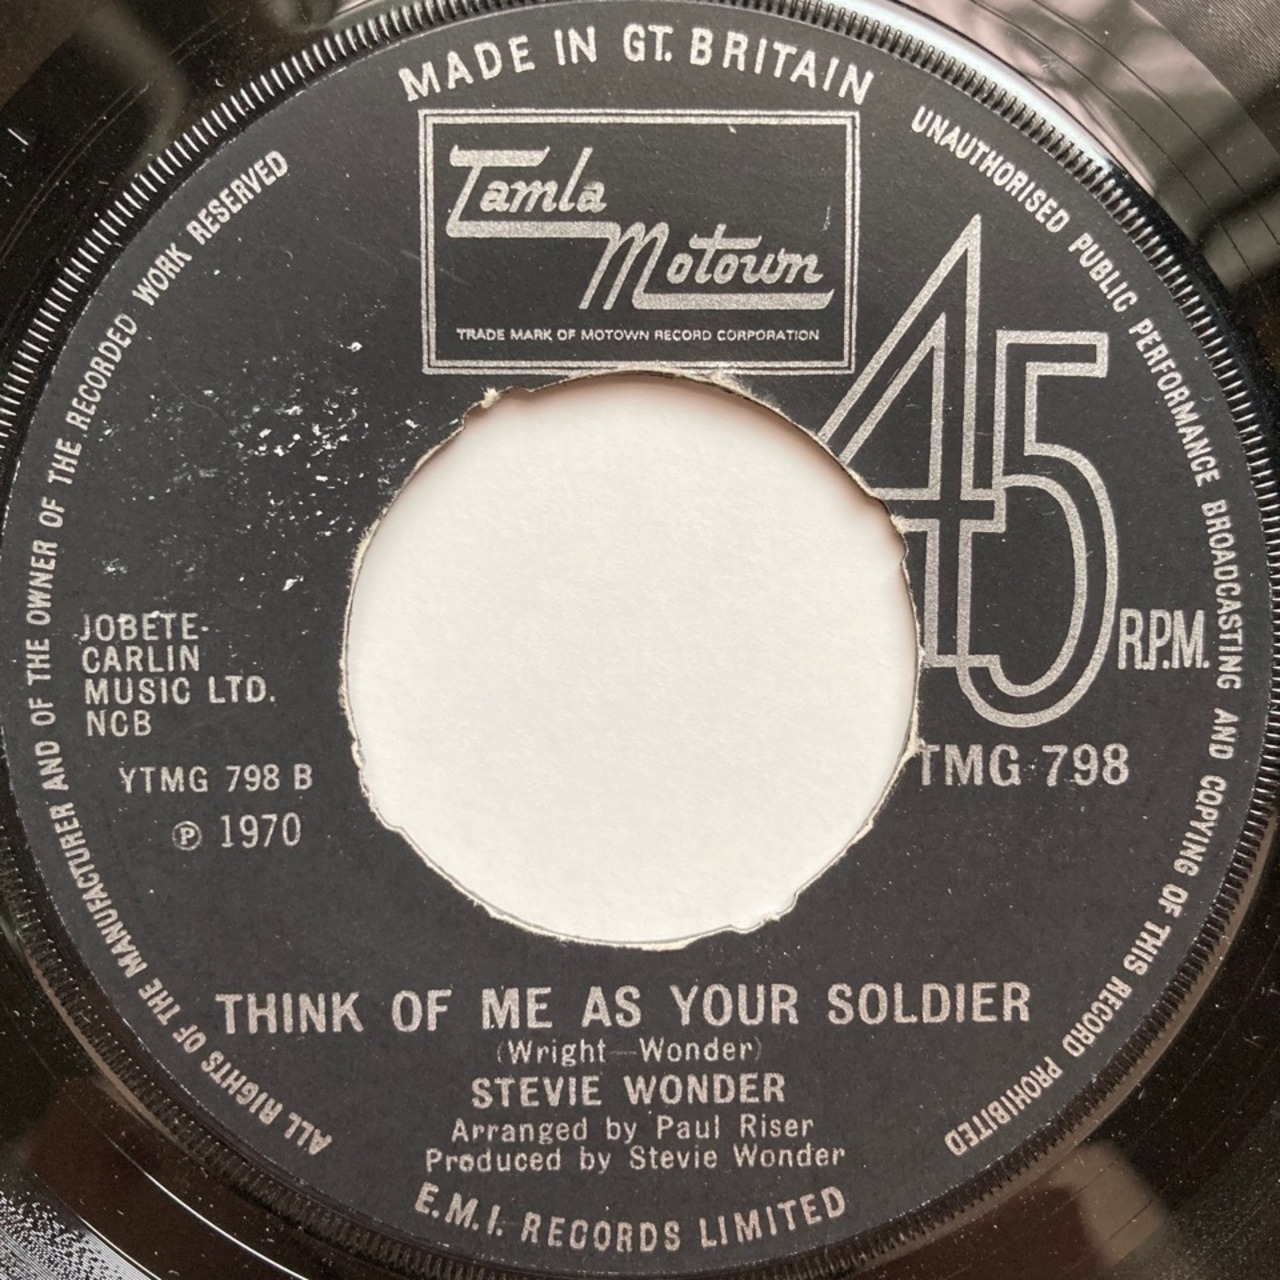 MADE IN GT. BRITAIN
Tamla
Motown
TRADE MARK OF MOTOWN RECORD CORPORATION
45
R.P.M.
JOBETE-
CARLIN
MUSIC LTD.
NCB
YTMG 798 B
℗ 1970
TMG 798
THINK OF ME AS YOUR SOLDIER
(Wright—Wonder)
STEVIE WONDER
Arranged by Paul Riser
Produced by Stevie Wonder
E.M.I. RECORDS LIMITED
ALL RIGHTS OF THE MANUFACTURER AND OF THE OWNER OF THE RECORDED WORK RESERVED
UNAUTHORISED PUBLIC PERFORMANCE BROADCASTING AND COPYING OF THIS RECORD PROHIBITED